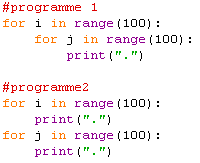 #programme 1
for i in range(100):
    for j in range(100):
        print(".")

#programme2
for i in range(100):
    print(".")
for j in range(100):
    print(".")